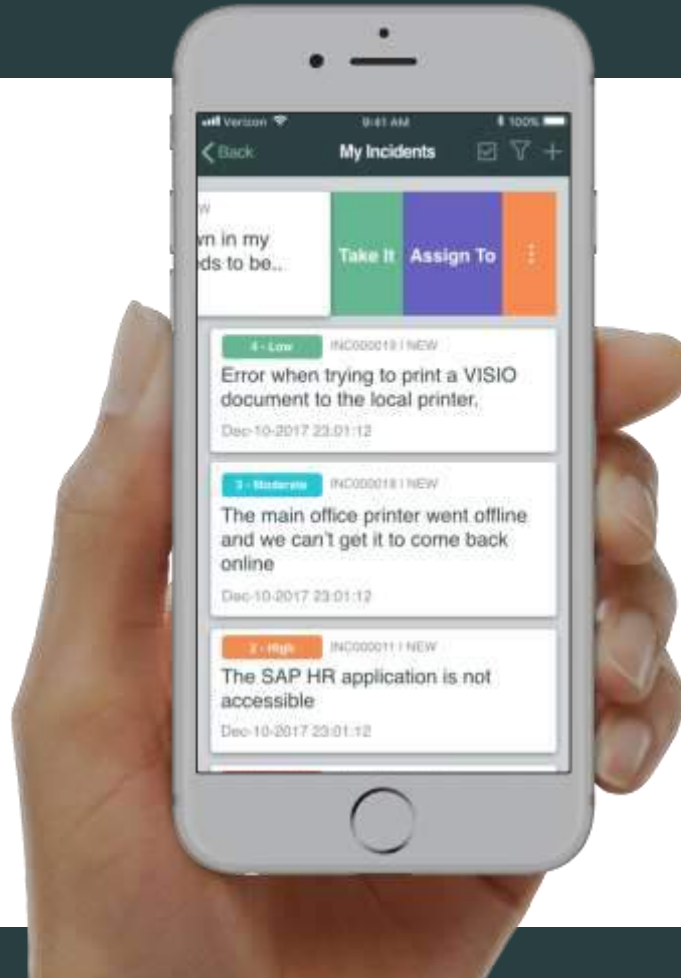 Verizon 9:41 AM 100%
Back My Incidents
W
wn in my
ds to be..
Take It Assign To
4 - Low INC000019 | NEW
Error when trying to print a VISIO
document to the local printer,
Dec-10-2017 23:01:12
3 - Moderate | NEW
The main office printer went offline
and we can't get it to come back
online
Dec-10-2017 23:01:12
2 - High INC000011 | NEW
The SAP HR application is not
accessible
Dec-10-2017 23:01:12